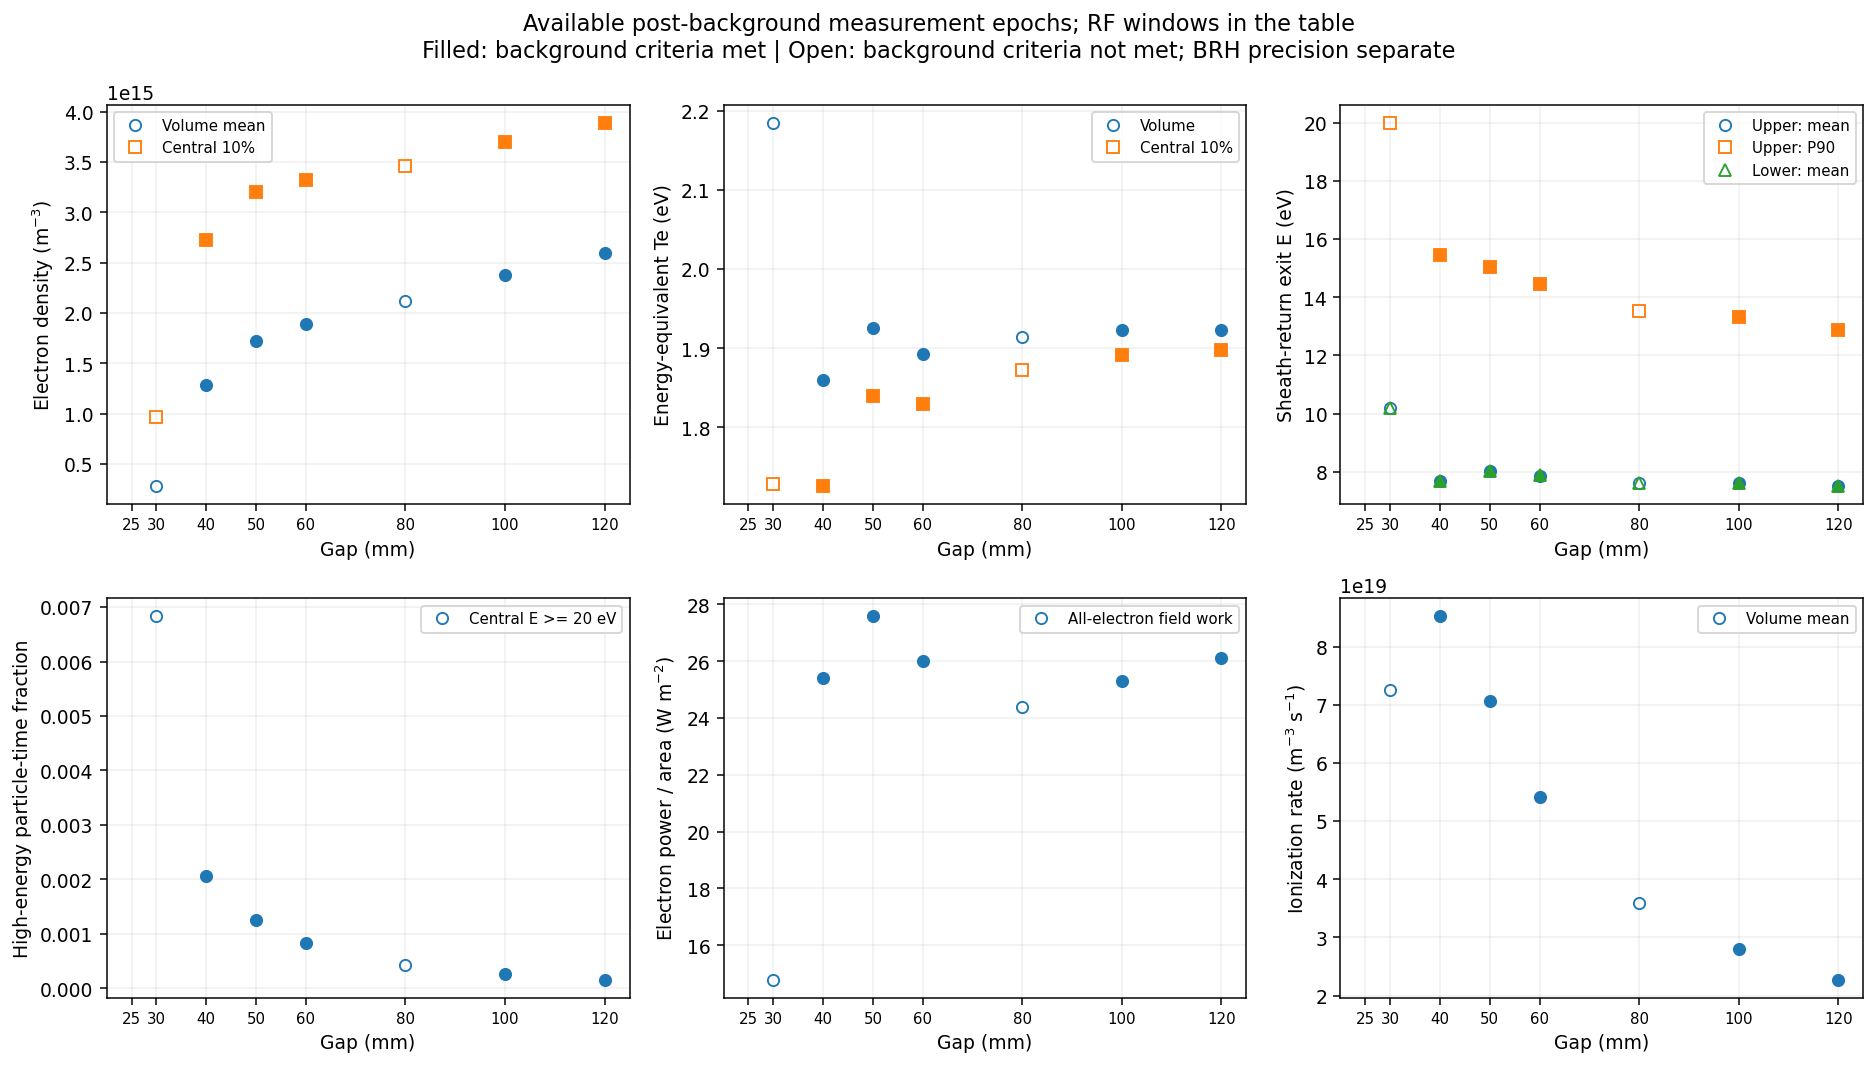 Available post-background measurement epochs; RF windows in the table
Filled: background criteria met | Open: background criteria not met; BRH precision separate
1e15
Electron density (m⁻³)
4.0
3.5
3.0
2.5
2.0
1.5
1.0
0.5
Volume mean
Central 10%
25 30 40 50 60 80 100 120
Gap (mm)
Energy-equivalent Te (eV)
2.2
2.1
2.0
1.9
1.8
Volume
Central 10%
25 30 40 50 60 80 100 120
Gap (mm)
Sheath-return exit E (eV)
20
18
16
14
12
10
8
Upper: mean
Upper: P90
Lower: mean
25 30 40 50 60 80 100 120
Gap (mm)
High-energy particle-time fraction
0.007
0.006
0.005
0.004
0.003
0.002
0.001
0.000
Central E >= 20 eV
25 30 40 50 60 80 100 120
Gap (mm)
Electron power / area (W m⁻²)
28
26
24
22
20
18
16
All-electron field work
25 30 40 50 60 80 100 120
Gap (mm)
1e19
Ionization rate (m⁻³ s⁻¹)
8
7
6
5
4
3
2
Volume mean
25 30 40 50 60 80 100 120
Gap (mm)